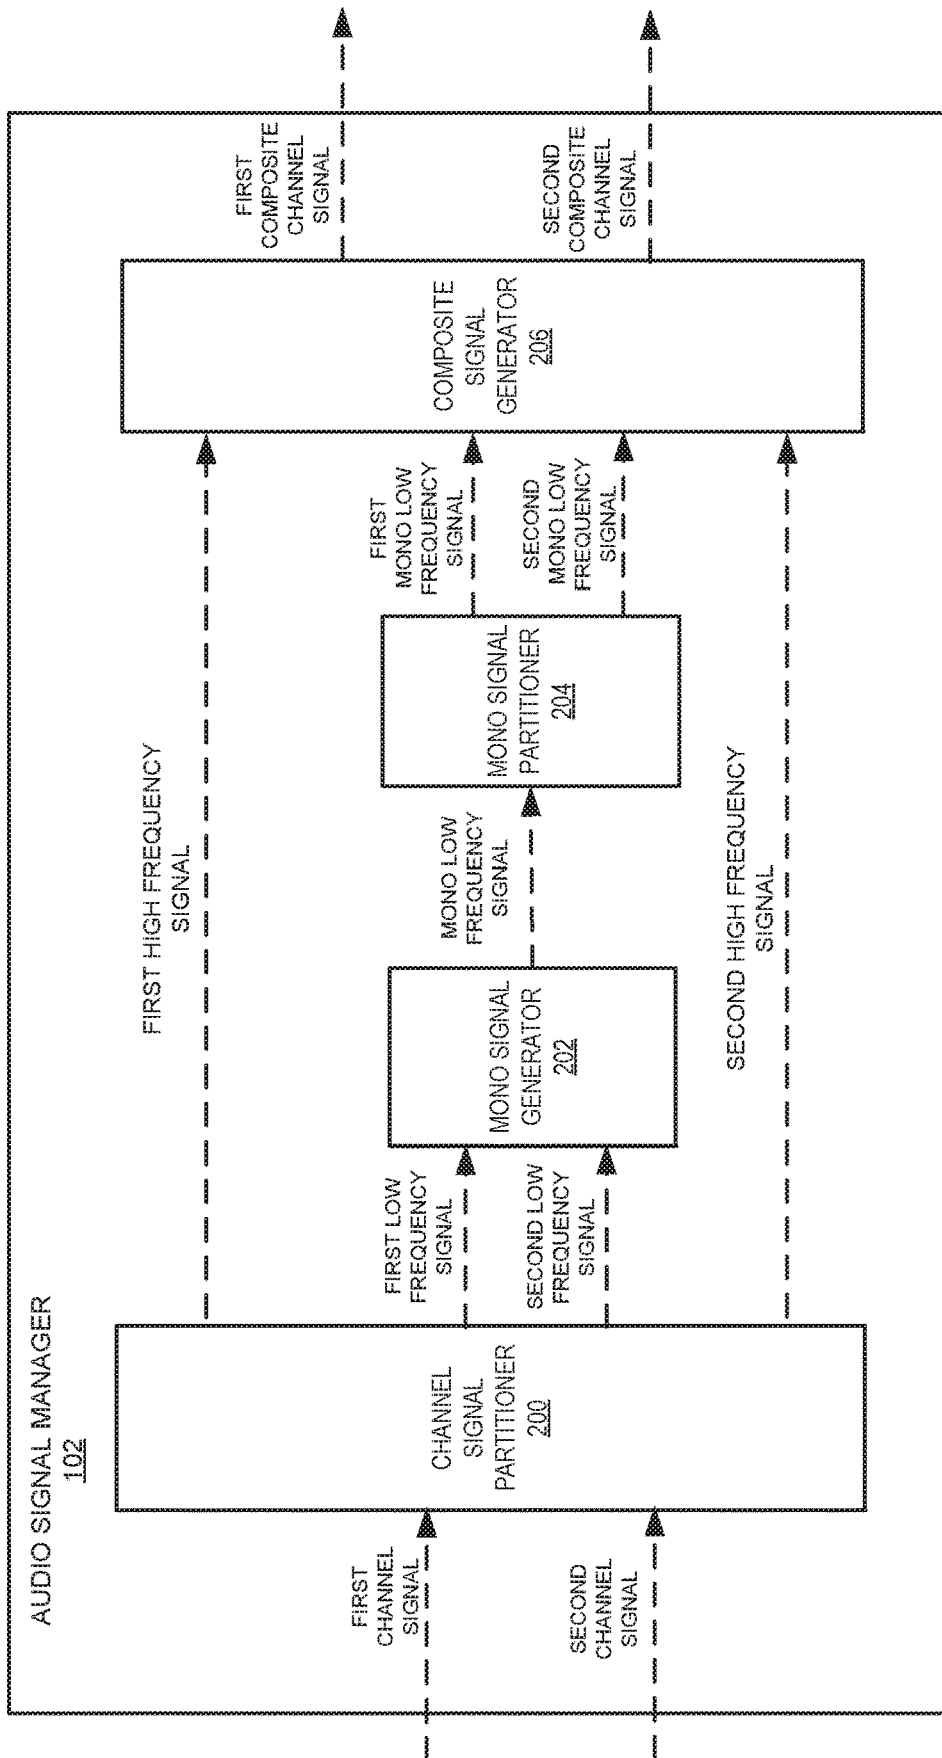 AUDIO SIGNAL MANAGER
102
FIRST
CHANNEL
SIGNAL
SECOND
CHANNEL
SIGNAL
CHANNEL
SIGNAL
PARTITIONER
200
FIRST HIGH FREQUENCY
SIGNAL
FIRST LOW
FREQUENCY
SIGNAL
SECOND LOW
FREQUENCY
SIGNAL
SECOND HIGH FREQUENCY
SIGNAL
MONO SIGNAL
GENERATOR
202
MONO LOW
FREQUENCY
SIGNAL
MONO SIGNAL
PARTITIONER
204
FIRST
MONO LOW
FREQUENCY
SIGNAL
SECOND
MONO LOW
FREQUENCY
SIGNAL
COMPOSITE
SIGNAL
GENERATOR
206
FIRST
COMPOSITE
CHANNEL
SIGNAL
SECOND
COMPOSITE
CHANNEL
SIGNAL